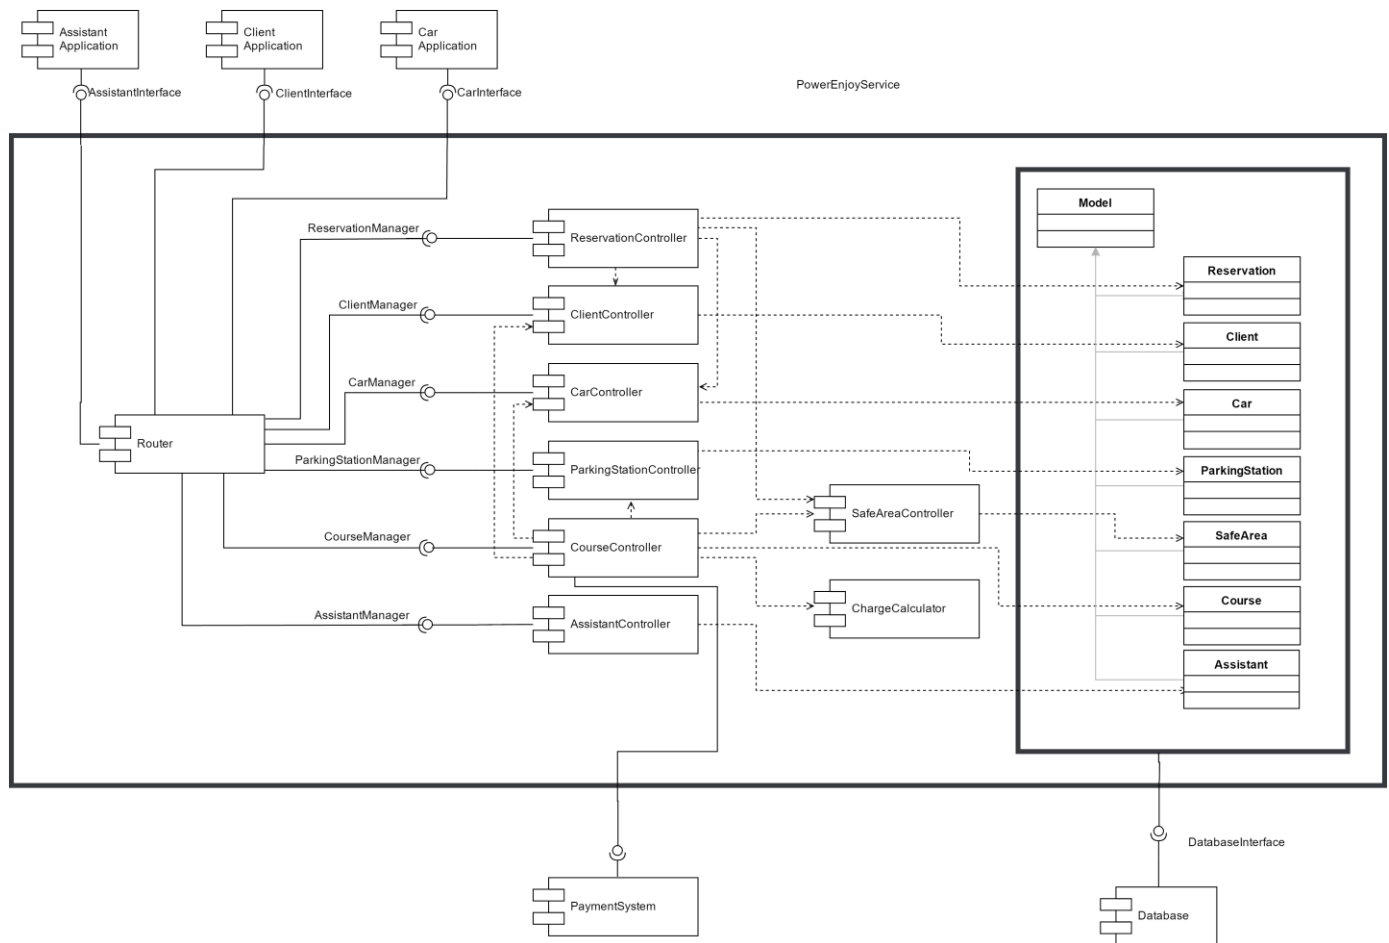 Assistant
Application
Client
Application
Car
Application
AssistantInterface
ClientInterface
CarInterface
PowerEnjoyService
Model
ReservationManager
ReservationController
Reservation
ClientManager
ClientController
Client
CarManager
CarController
Car
Router
ParkingStationManager
ParkingStationController
ParkingStation
SafeAreaController
SafeArea
CourseManager
CourseController
Course
ChargeCalculator
AssistantManager
AssistantController
Assistant
DatabaseInterface
PaymentSystem
Database